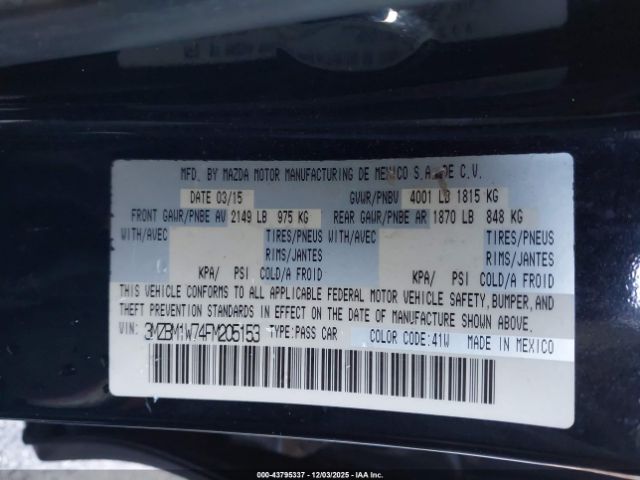 MFD. BY MAZDA MOTOR MANUFACTURING DE MEXICO S.A. DE C.V.
DATE 03/15 GVWR/PNBV 4001 LB 1815 KG
FRONT GAWR/PNBE AV 2149 LB 975 KG REAR GAWR/PNBE AR 1870 LB 848 KG
WITH/AVEC TIRES/PNEUS WITH/AVEC TIRES/PNEUS
RIMS/JANTES RIMS/JANTES
KPA/ PSI COLD/A FROID KPA/ PSI COLD/A FROID
THIS VEHICLE CONFORMS TO ALL APPLICABLE FEDERAL MOTOR VEHICLE SAFETY, BUMPER, AND
THEFT PREVENTION STANDARDS IN EFFECT ON THE DATE OF MANUFACTURE SHOWN ABOVE.
VIN: 3MZBM1W74FM205153 TYPE:PASS CAR COLOR CODE:41W MADE IN MEXICO
© IAA-43795337 - 12/03/2025 - IAAI.com